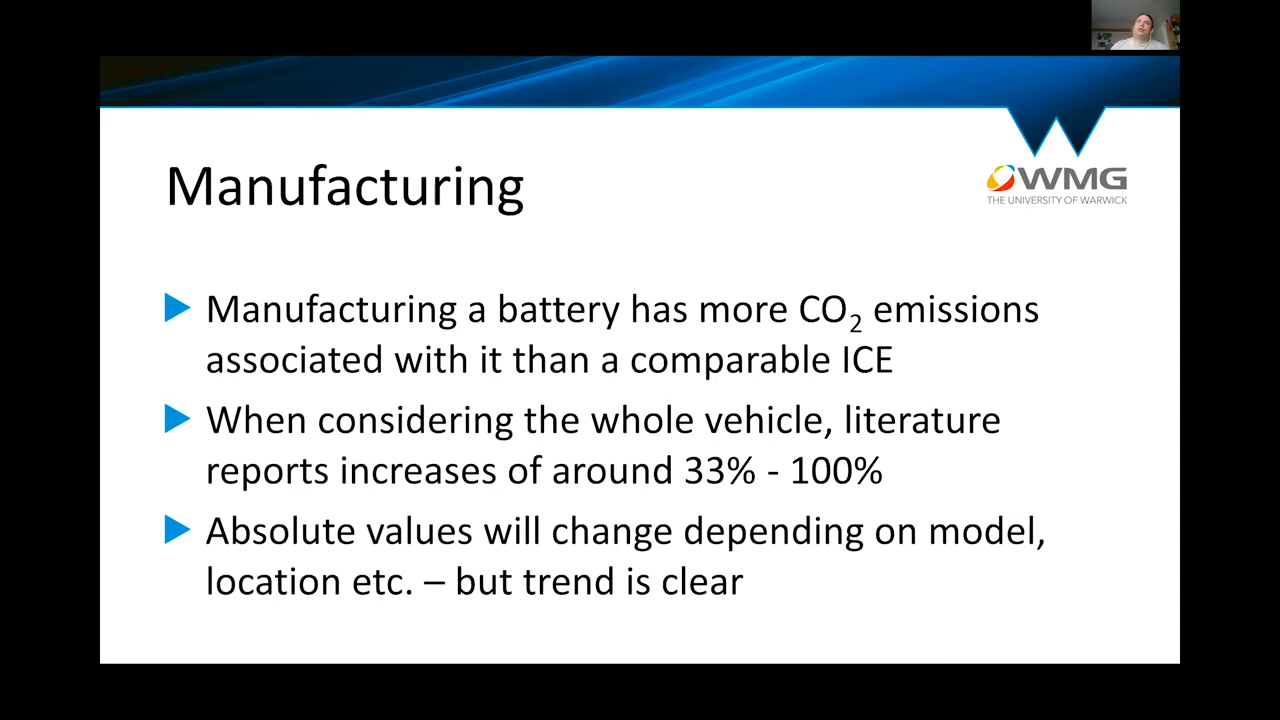 WMG
THE UNIVERSITY OF WARWICK
Manufacturing
Manufacturing a battery has more CO₂ emissions
associated with it than a comparable ICE
When considering the whole vehicle, literature
reports increases of around 33% - 100%
Absolute values will change depending on model,
location etc. – but trend is clear